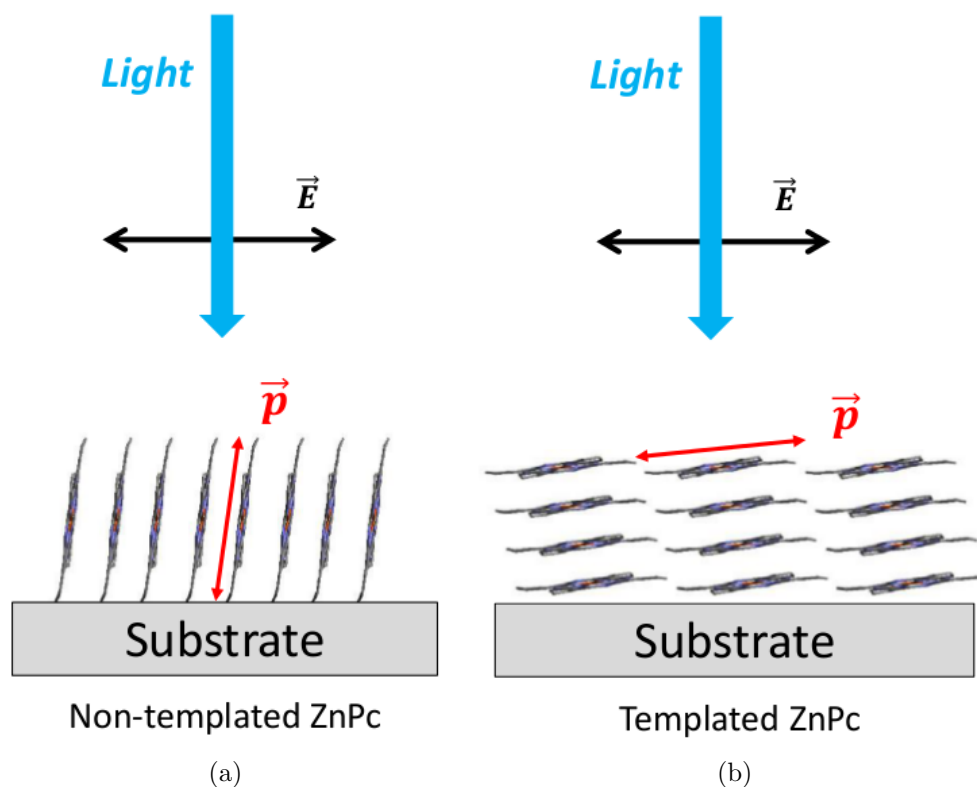 Light
E
p
Substrate
Non-templated ZnPc
(a)
Light
E
p
Substrate
Templated ZnPc
(b)